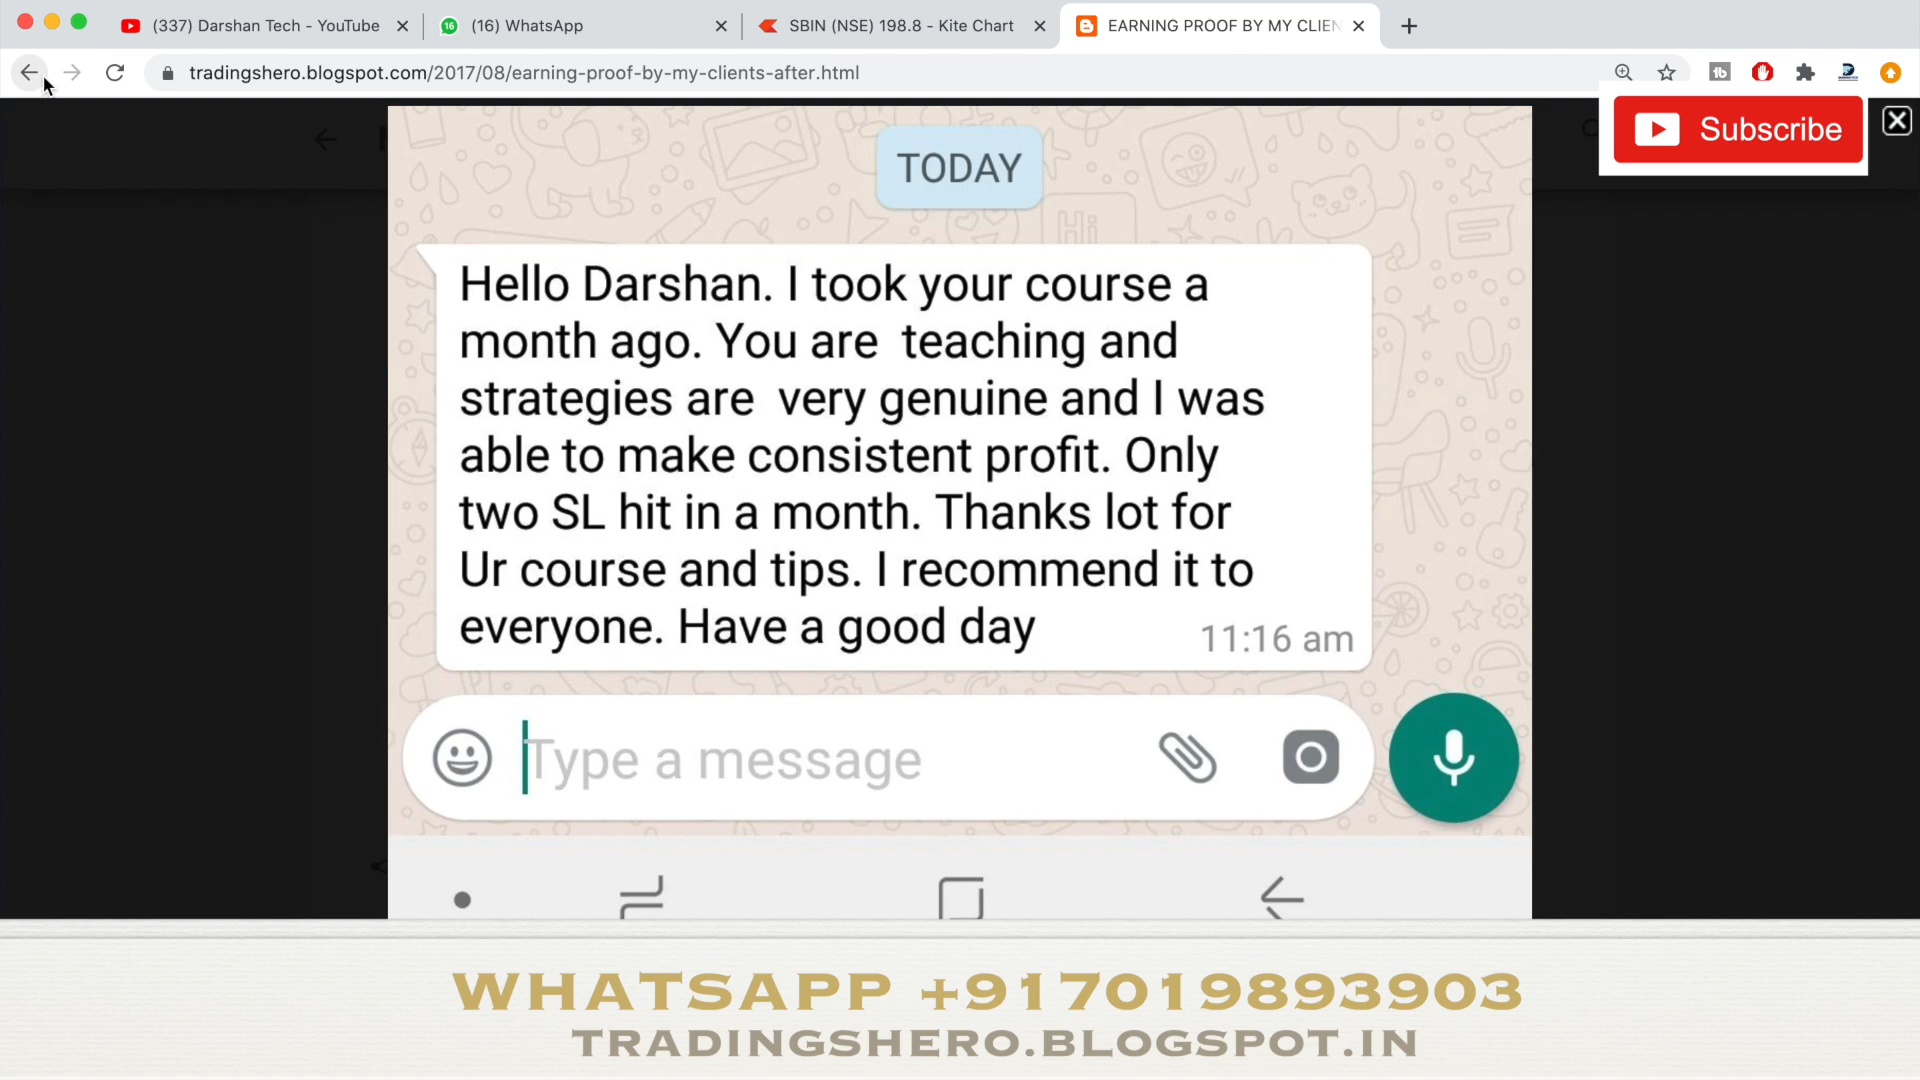 (337) Darshan Tech - YouTube
(16) WhatsApp
SBIN (NSE) 198.8 - Kite Chart
EARNING PROOF BY MY CLIEN
tradingshero.blogspot.com/2017/08/earning-proof-by-my-clients-after.html
Subscribe
TODAY
Hello Darshan. I took your course a
month ago. You are teaching and
strategies are very genuine and I was
able to make consistent profit. Only
two SL hit in a month. Thanks lot for
Ur course and tips. I recommend it to
everyone. Have a good day
11:16 am
Type a message
WHATSAPP +917019893903
TRADINGSHERO.BLOGSPOT.IN